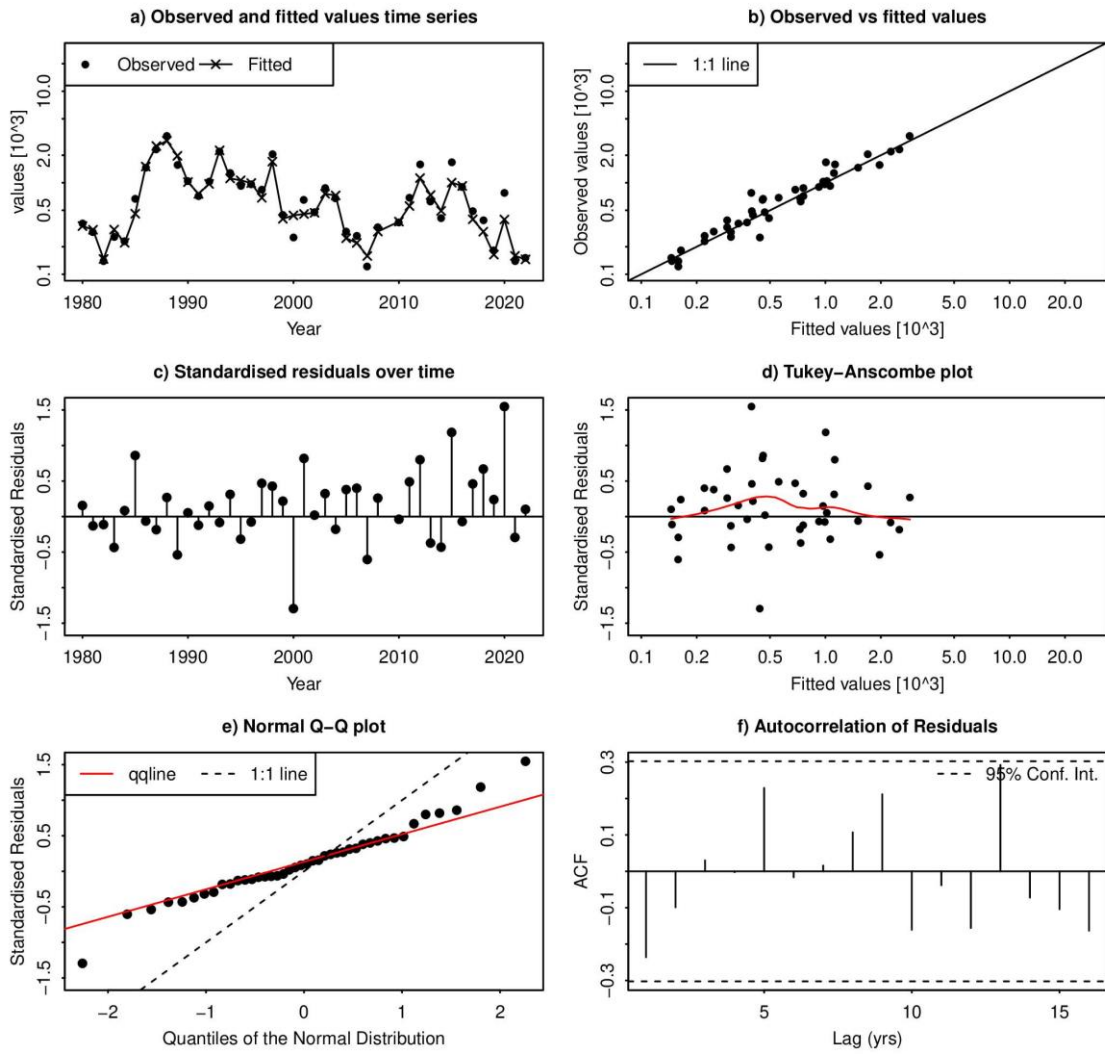 a) Observed and fitted values time series
Observed
Fitted
values [10^3]
10.0
2.0
0.5
0.1
1980
1990
2000
2010
2020
Year
b) Observed vs fitted values
1:1 line
Observed values [10^3]
10.0
2.0
0.5
0.1
0.1
0.2
0.5
1.0
2.0
5.0
10.0
20.0
Fitted values [10^3]
c) Standardised residuals over time
Standardised Residuals
1.5
0.5
−0.5
−1.5
1980
1990
2000
2010
2020
Year
d) Tukey−Anscombe plot
Standardised Residuals
1.5
0.5
−0.5
−1.5
0.1
0.2
0.5
1.0
2.0
5.0
10.0
20.0
Fitted values [10^3]
e) Normal Q−Q plot
qqline
1:1 line
Standardised Residuals
1.5
0.5
−0.5
−1.5
−2
−1
0
1
2
Quantiles of the Normal Distribution
f) Autocorrelation of Residuals
95% Conf. Int.
ACF
0.3
0.1
−0.1
−0.3
5
10
15
Lag (yrs)